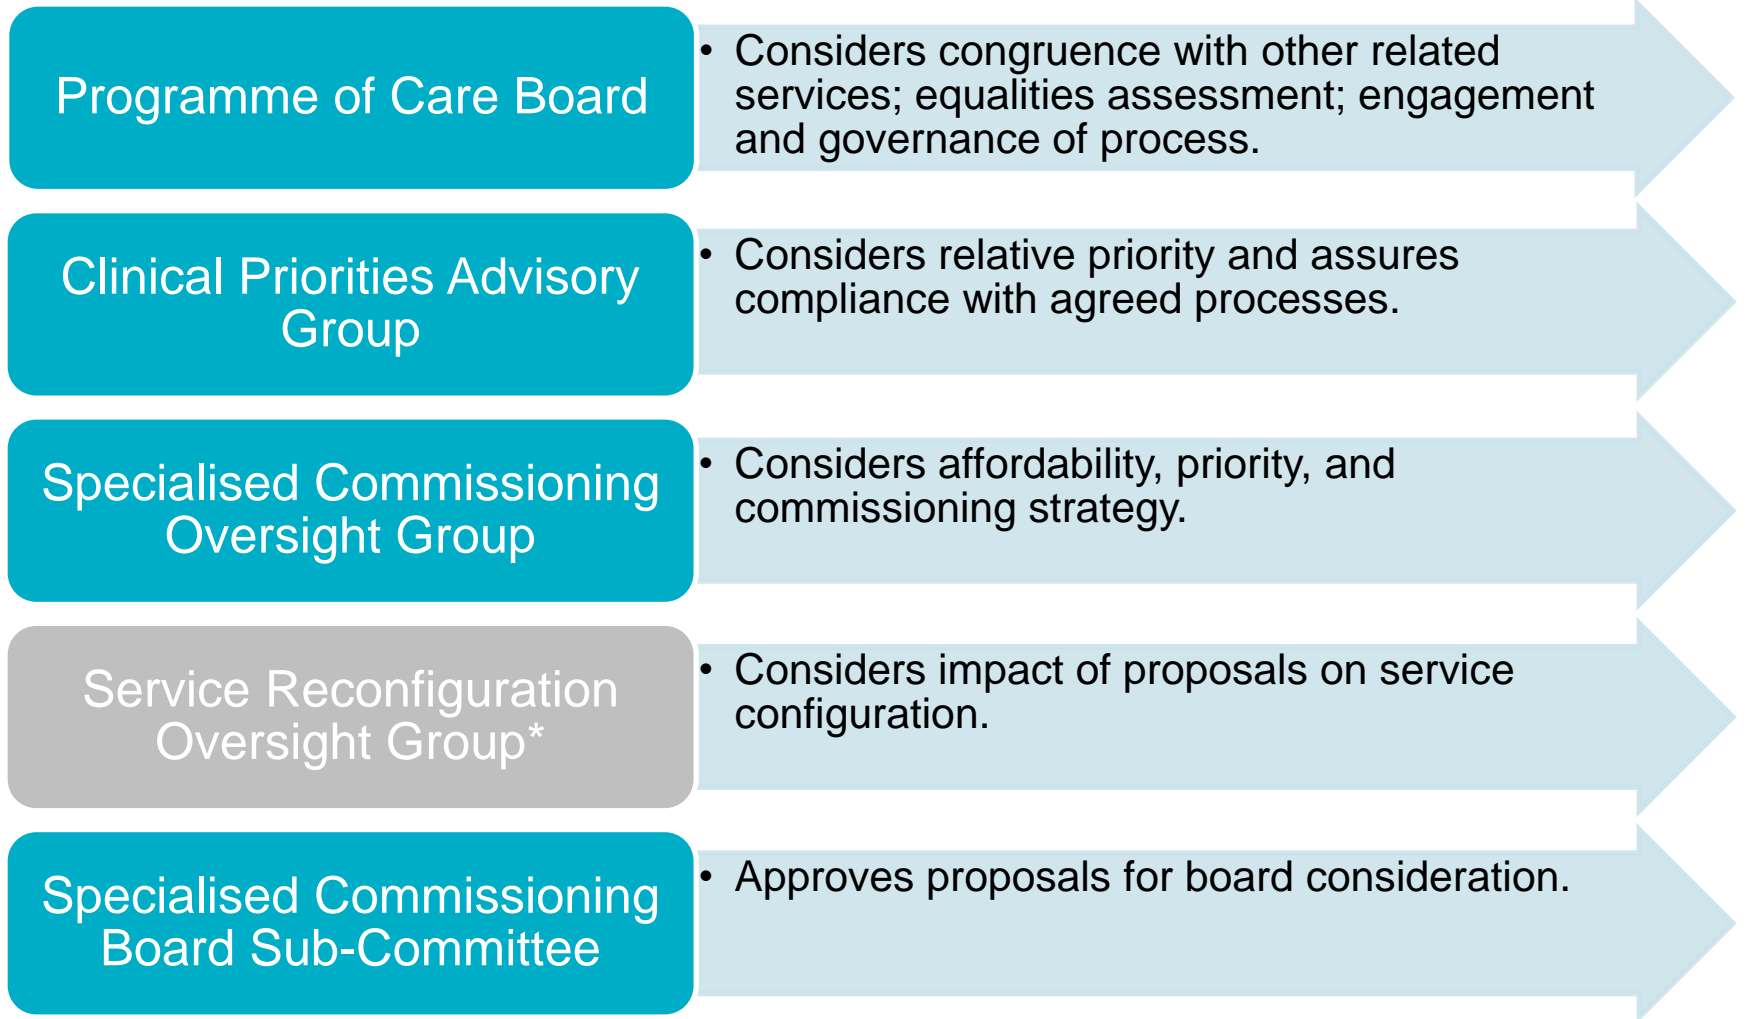 Programme of Care Board
• Considers congruence with other related
services; equalities assessment; engagement
and governance of process.
Clinical Priorities Advisory
Group
• Considers relative priority and assures
compliance with agreed processes.
Specialised Commissioning
Oversight Group
• Considers affordability, priority, and
commissioning strategy.
Service Reconfiguration
Oversight Group*
• Considers impact of proposals on service
configuration.
Specialised Commissioning
Board Sub-Committee
• Approves proposals for board consideration.